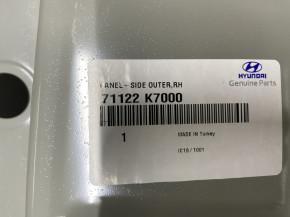 PANEL-SIDE OUTER,RH
71122 K7000
HYUNDAI
Genuine Parts
1
MADE IN Turkey